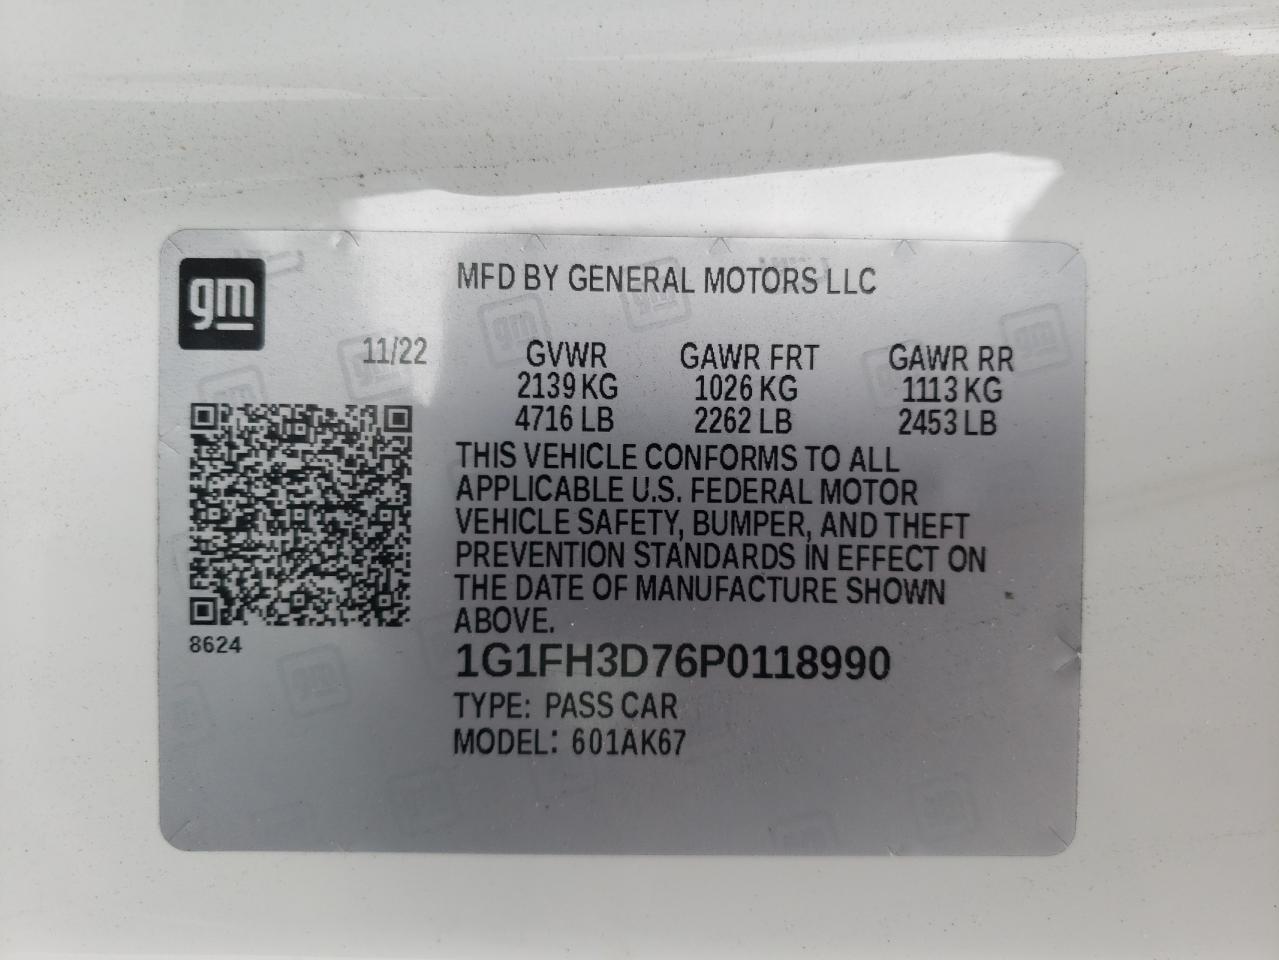 gm
MFD BY GENERAL MOTORS LLC
11/22
GVWR GAWR FRT GAWR RR
2139 KG 1026 KG 1113 KG
4716 LB 2262 LB 2453 LB
THIS VEHICLE CONFORMS TO ALL
APPLICABLE U.S. FEDERAL MOTOR
VEHICLE SAFETY, BUMPER, AND THEFT
PREVENTION STANDARDS IN EFFECT ON
THE DATE OF MANUFACTURE SHOWN
ABOVE.
8624
1G1FH3D76P0118990
TYPE: PASS CAR
MODEL: 601AK67